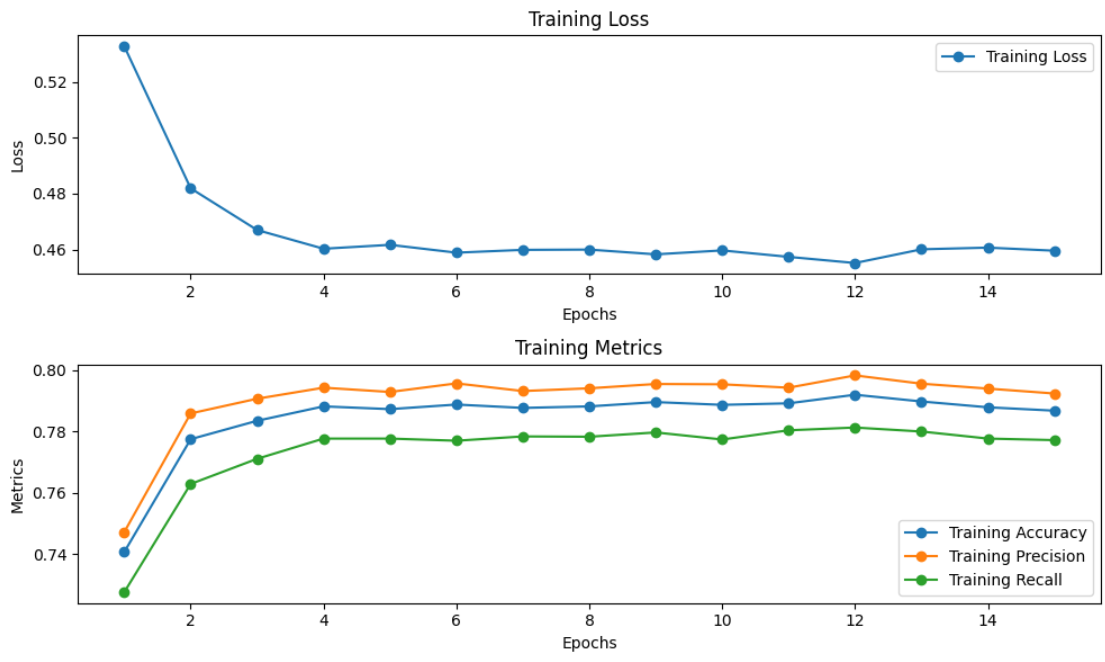 Training Loss
Training Loss
0.52
0.50
0.48
0.46
Loss
2 4 6 8 10 12 14
Epochs
Training Metrics
0.80
0.78
0.76
0.74
Metrics
Training Accuracy
Training Precision
Training Recall
2 4 6 8 10 12 14
Epochs